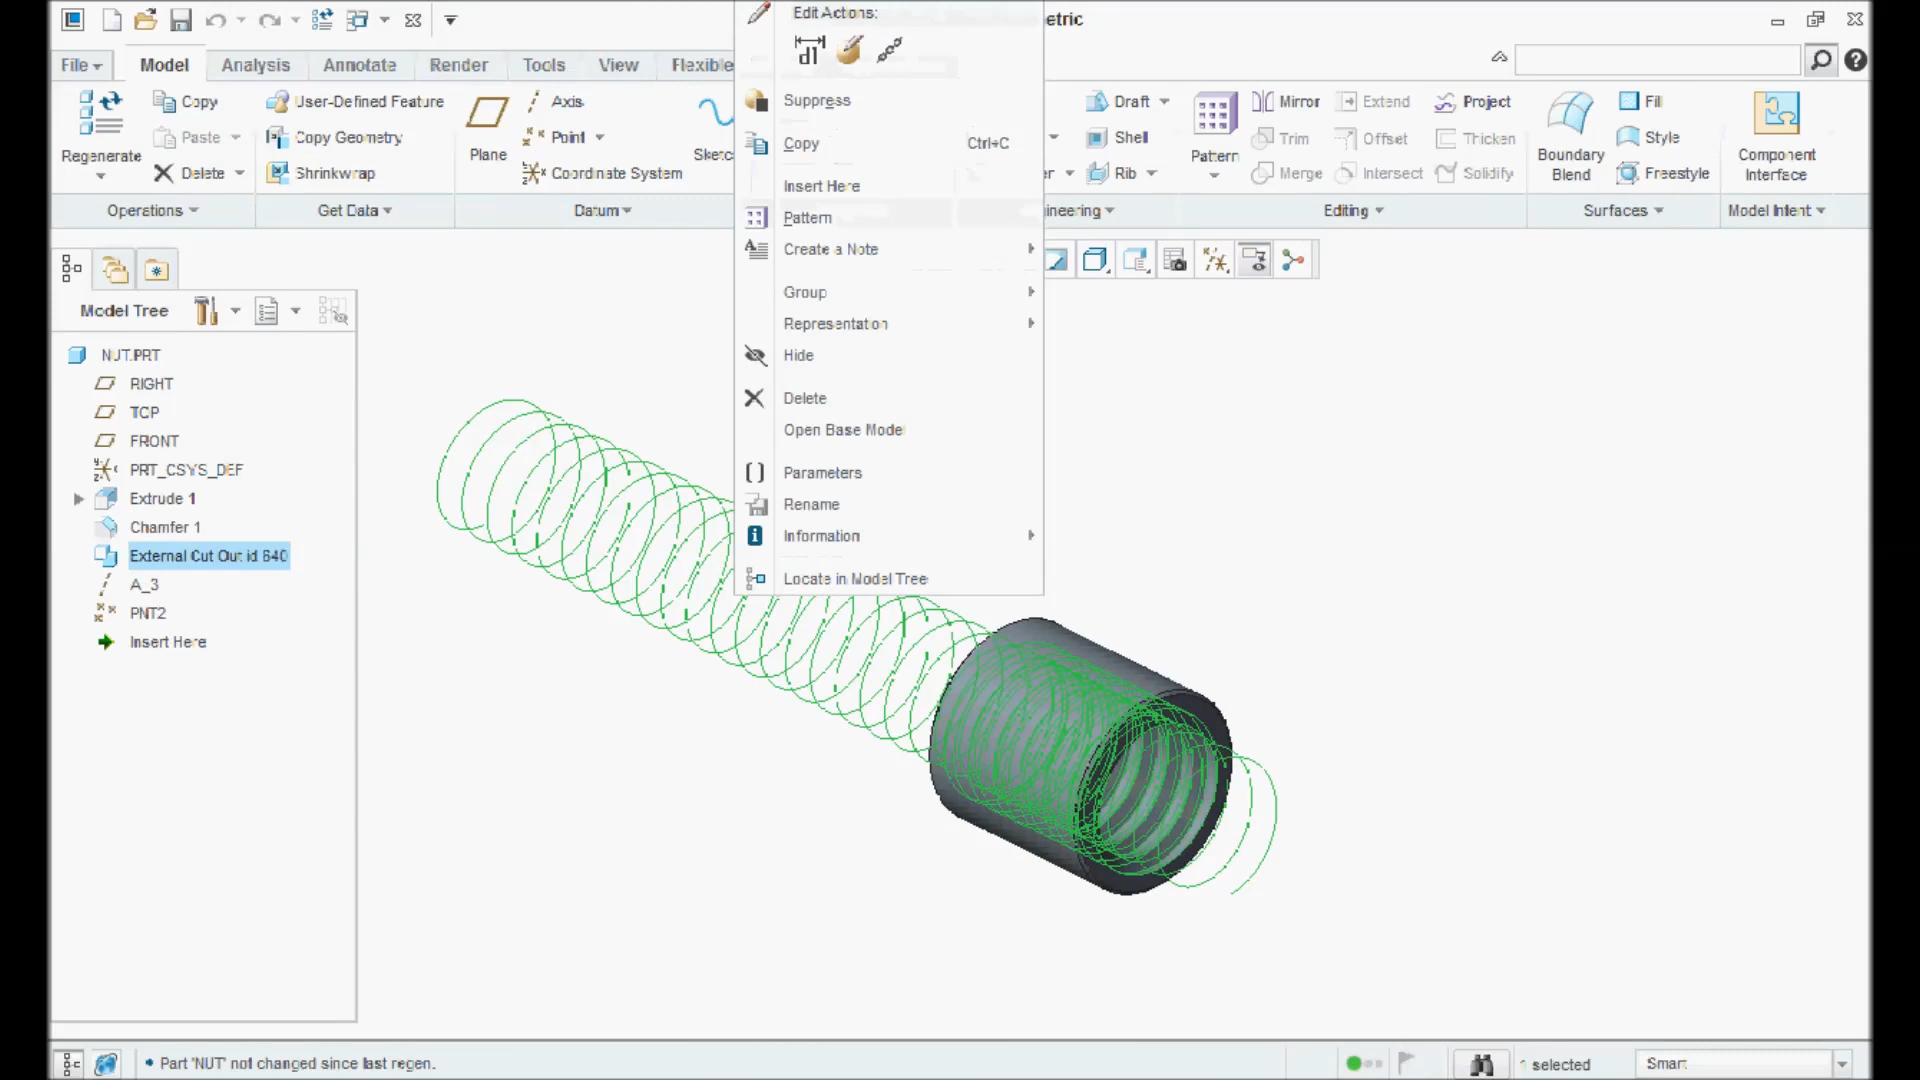 Edit Actions:
etric
File
Model
Analysis
Annotate
Render
Tools
View
Flexible
Regenerate
Copy
Paste
Delete
User-Defined Feature
Copy Geometry
Shrinkwrap
Plane
Axis
Point
Coordinate System
Sketc
Suppress
Copy Ctrl+C
Insert Here
Pattern
Create a Note
Group
Representation
Hide
Delete
Open Base Model
Parameters
Rename
Information
Locate in Model Tree
Draft
Shell
Rib
Pattern
Mirror
Extend
Project
Trim
Offset
Thicken
Merge
Intersect
Solidify
Boundary
Blend
Fill
Style
Freestyle
Component
Interface
Operations
Get Data
Datum
ineering
Editing
Surfaces
Model Intent
Model Tree
NUT.PRT
RIGHT
TOP
FRONT
PRT_CSYS_DEF
Extrude 1
Chamfer 1
External Cut Out id 640
A_3
PNT2
Insert Here
Part 'NUT' not changed since last regen.
1 selected
Smart